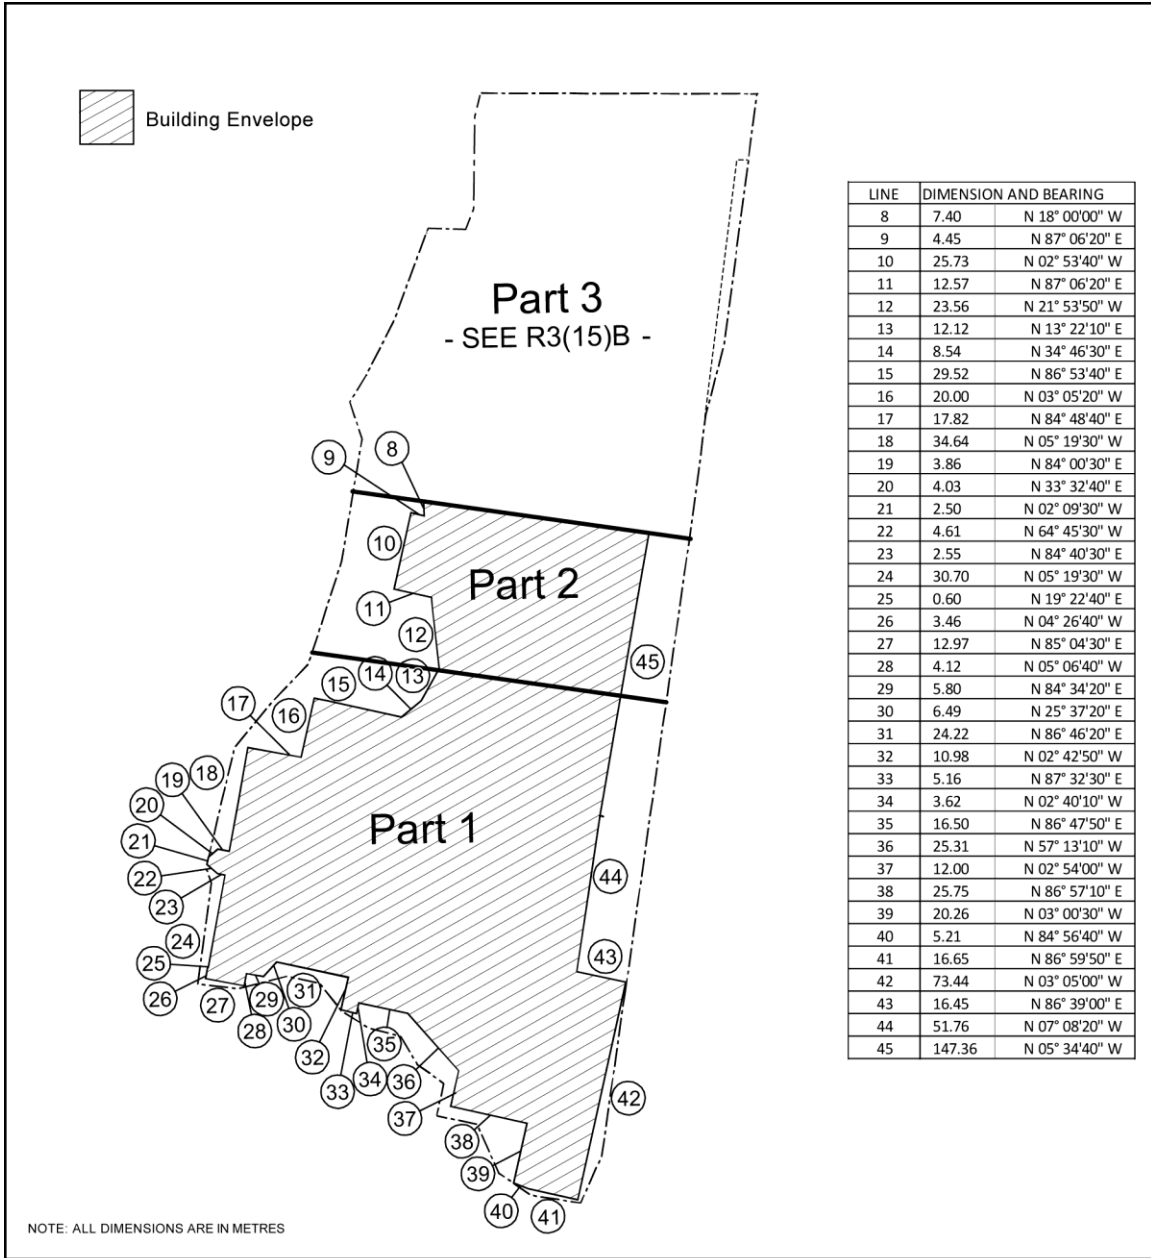 Building Envelope
Part 3
- SEE R3(15)B -
LINE DIMENSION AND BEARING
8 7.40 N 18° 00'00" W
9 4.45 N 87° 06'20" E
10 25.73 N 02° 53'40" W
11 12.57 N 87° 06'20" E
12 23.56 N 21° 53'50" W
13 12.12 N 13° 22'10" E
14 8.54 N 34° 46'30" E
15 29.52 N 86° 53'40" E
16 20.00 N 03° 05'20" W
17 17.82 N 84° 48'40" E
18 34.64 N 05° 19'30" W
19 3.86 N 84° 00'30" E
20 4.03 N 33° 32'40" E
21 2.50 N 02° 09'30" W
22 4.61 N 64° 45'30" W
23 2.55 N 84° 40'30" E
24 30.70 N 05° 19'30" W
25 0.60 N 19° 22'40" E
26 3.46 N 04° 26'40" W
27 12.97 N 85° 04'30" E
28 4.12 N 05° 06'40" W
29 5.80 N 84° 34'20" E
30 6.49 N 25° 37'20" E
31 24.22 N 86° 46'20" E
32 10.98 N 02° 42'50" W
33 5.16 N 87° 32'30" E
34 3.62 N 02° 40'10" W
35 16.50 N 86° 47'50" E
36 25.31 N 57° 13'10" W
37 12.00 N 02° 54'00" W
38 25.75 N 86° 57'10" E
39 20.26 N 03° 00'30" W
40 5.21 N 84° 56'40" W
41 16.65 N 86° 59'50" E
42 73.44 N 03° 05'00" W
43 16.45 N 86° 39'00" E
44 51.76 N 07° 08'20" W
45 147.36 N 05° 34'40" W
8
9
10
Part 2
11
12
45
13
14
15
17
16
18
19
20
Part 1
21
22
44
23
24
43
25
31
29
26
27
28
30
35
32
34
36
33
42
37
38
39
40
41
NOTE: ALL DIMENSIONS ARE IN METRES